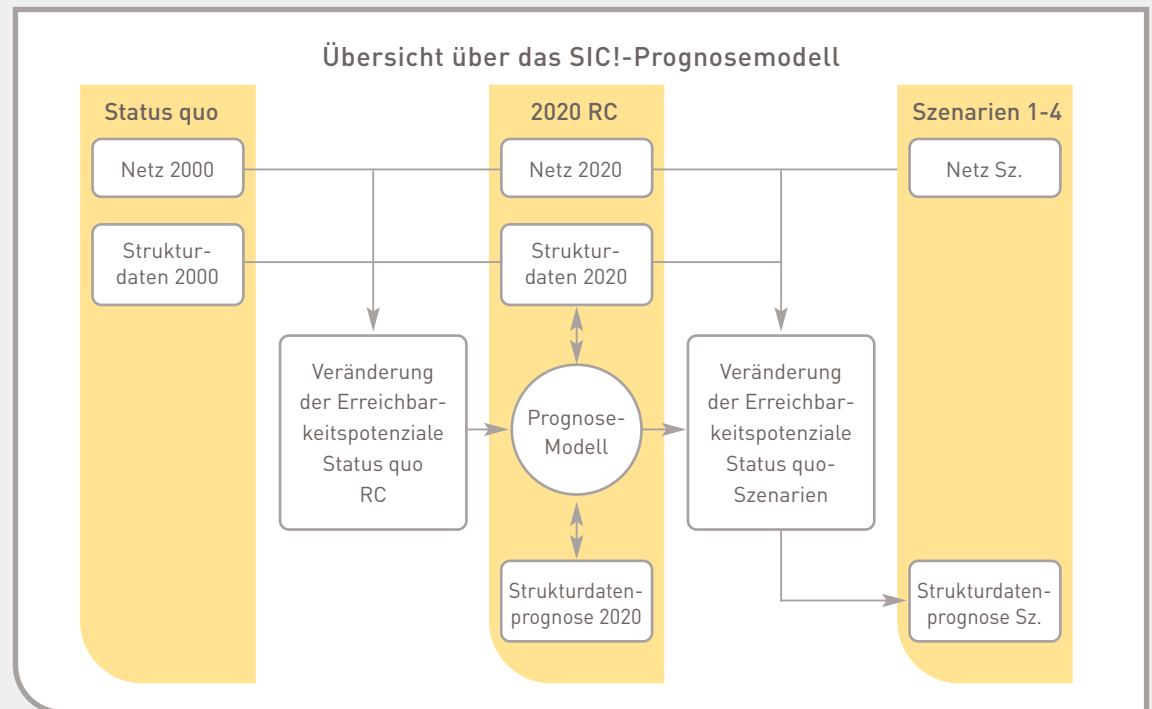 Übersicht über das SIC!-Prognosemodell
Status quo
2020 RC
Szenarien 1-4
Netz 2000
Netz 2020
Netz Sz.
Struktur-
daten 2000
Struktur-
daten 2020
Veränderung
der Erreichbar-
keitspotenziale
Status quo
RC
Prognose-
Modell
Veränderung
der Erreichbar-
keitspotenziale
Status quo-
Szenarien
Strukturdaten-
prognose 2020
Strukturdaten-
prognose Sz.